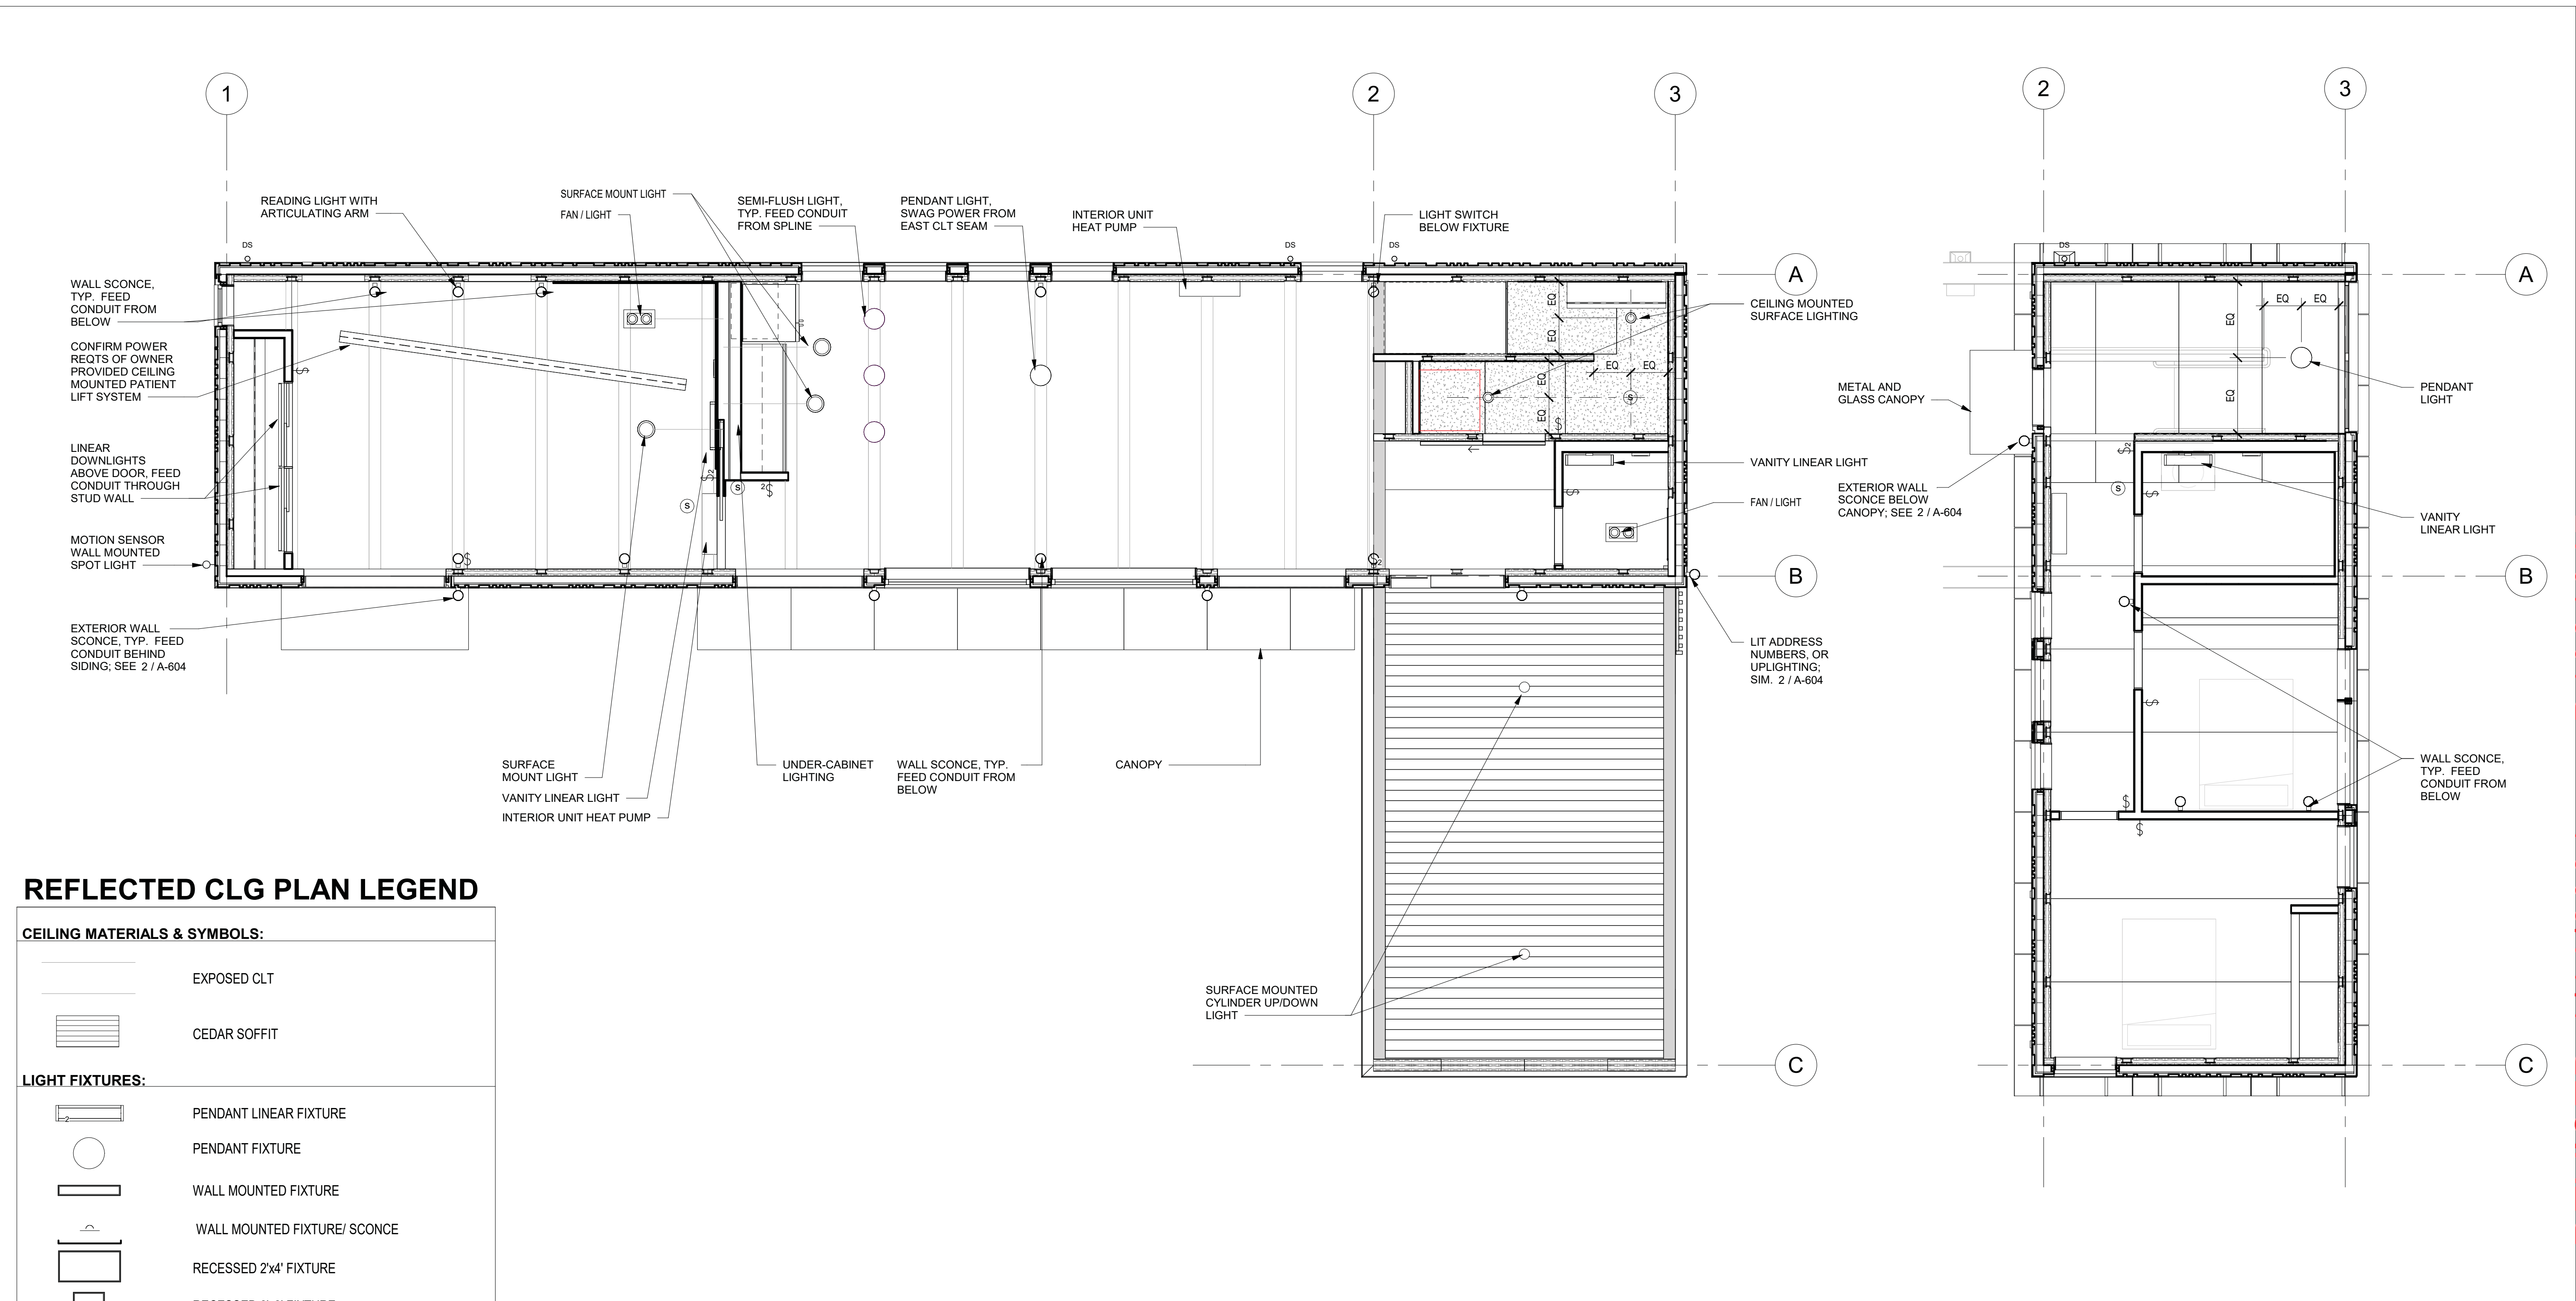 1
2
3
2
3
READING LIGHT WITH
ARTICULATING ARM
SURFACE MOUNT LIGHT
FAN / LIGHT
SEMI-FLUSH LIGHT,
TYP. FEED CONDUIT
FROM SPLINE
PENDANT LIGHT,
SWAG POWER FROM
EAST CLT SEAM
INTERIOR UNIT
HEAT PUMP
LIGHT SWITCH
BELOW FIXTURE
DS
DS
DS
DS
A
A
WALL SCONCE,
TYP. FEED
CONDUIT FROM
BELOW
CONFIRM POWER
REQTS OF OWNER
PROVIDED CEILING
MOUNTED PATIENT
LIFT SYSTEM
LINEAR
DOWNLIGHTS
ABOVE DOOR, FEED
CONDUIT THROUGH
STUD WALL
MOTION SENSOR
WALL MOUNTED
SPOT LIGHT
EXTERIOR WALL
SCONCE, TYP. FEED
CONDUIT BEHIND
SIDING; SEE 2 / A-604
$
$2
S
S
2$
$
EQ
EQ
EQ
EQ
EQ
EQ
S
$
$
$2
CEILING MOUNTED
SURFACE LIGHTING
VANITY LINEAR LIGHT
FAN / LIGHT
B
LIT ADDRESS
NUMBERS, OR
UPLIGHTING;
SIM. 2 / A-604
SURFACE
MOUNT LIGHT
VANITY LINEAR LIGHT
INTERIOR UNIT HEAT PUMP
UNDER-CABINET
LIGHTING
WALL SCONCE, TYP.
FEED CONDUIT FROM
BELOW
CANOPY
SURFACE MOUNTED
CYLINDER UP/DOWN
LIGHT
C
EQ
EQ
EQ
EQ
METAL AND
GLASS CANOPY
PENDANT
LIGHT
EXTERIOR WALL
SCONCE BELOW
CANOPY; SEE 2 / A-604
$2
S
$
VANITY
LINEAR LIGHT
B
$
WALL SCONCE,
TYP. FEED
CONDUIT FROM
BELOW
$
$
C
REFLECTED CLG PLAN LEGEND
CEILING MATERIALS & SYMBOLS:
EXPOSED CLT
CEDAR SOFFIT
LIGHT FIXTURES:
2
PENDANT LINEAR FIXTURE
PENDANT FIXTURE
WALL MOUNTED FIXTURE
WALL MOUNTED FIXTURE/ SCONCE
RECESSED 2'x4' FIXTURE